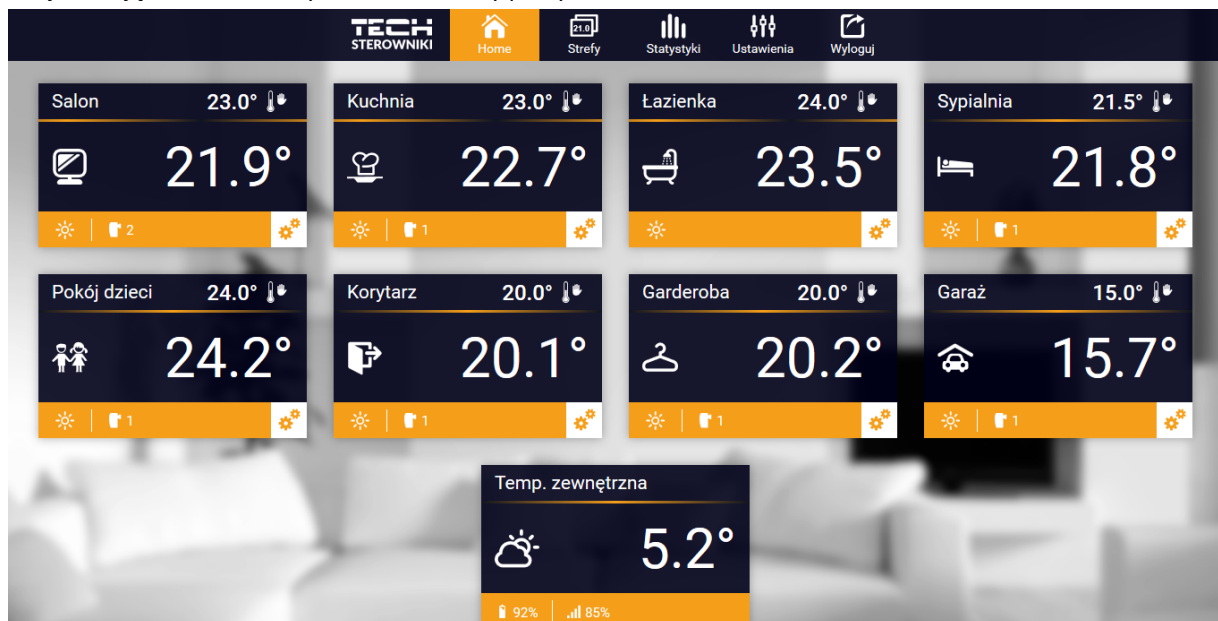 TECH
STEROWNIKI
Home
21.0
Strefy
Statystyki
Ustawienia
Wyloguj
Salon 23.0°
21.9°
2
Kuchnia 23.0°
22.7°
1
Łazienka 24.0°
23.5°
Sypialnia 21.5°
21.8°
1
Pokój dzieci 24.0°
24.2°
1
Korytarz 20.0°
20.1°
1
Garderoba 20.0°
20.2°
1
Garaż 15.0°
15.7°
1
Temp. zewnętrzna
5.2°
92% 85%